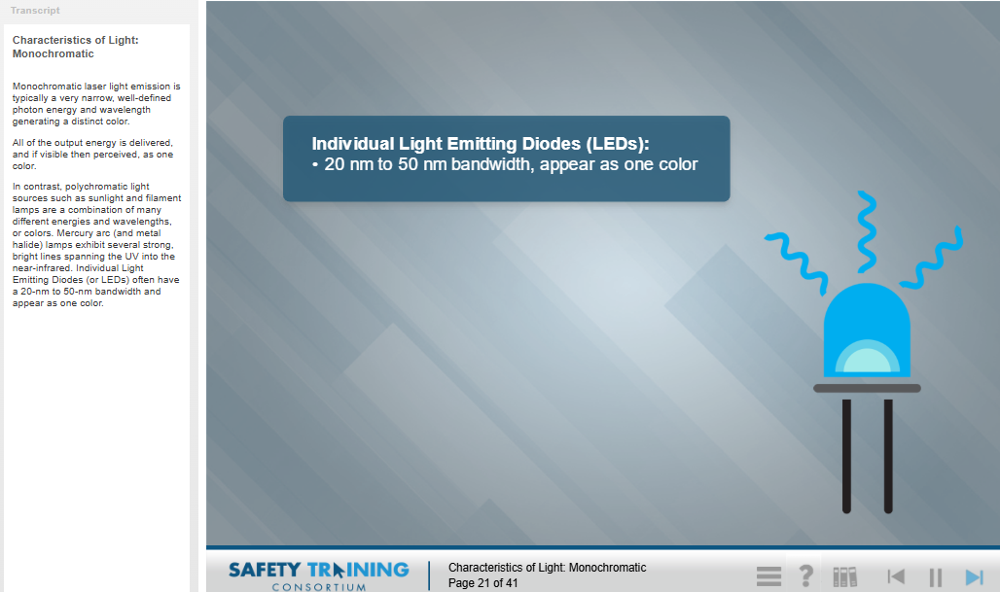 Transcript
Characteristics of Light:
Monochromatic
Monochromatic laser light emission is
typically a very narrow, well-defined
photon energy and wavelength
generating a distinct color.
All of the output energy is delivered,
and if visible then perceived, as one
color.
In contrast, polychromatic light
sources such as sunlight and filament
lamps are a combination of many
different energies and wavelengths,
or colors. Mercury arc (and metal
halide) lamps exhibit several strong,
bright lines spanning the UV into the
near-infrared. Individual Light
Emitting Diodes (or LEDs) often have
a 20-nm to 50-nm bandwidth and
appear as one color.
Individual Light Emitting Diodes (LEDs):
• 20 nm to 50 nm bandwidth, appear as one color
SAFETY TRAINING
CONSORTIUM
Characteristics of Light: Monochromatic
Page 21 of 41
?